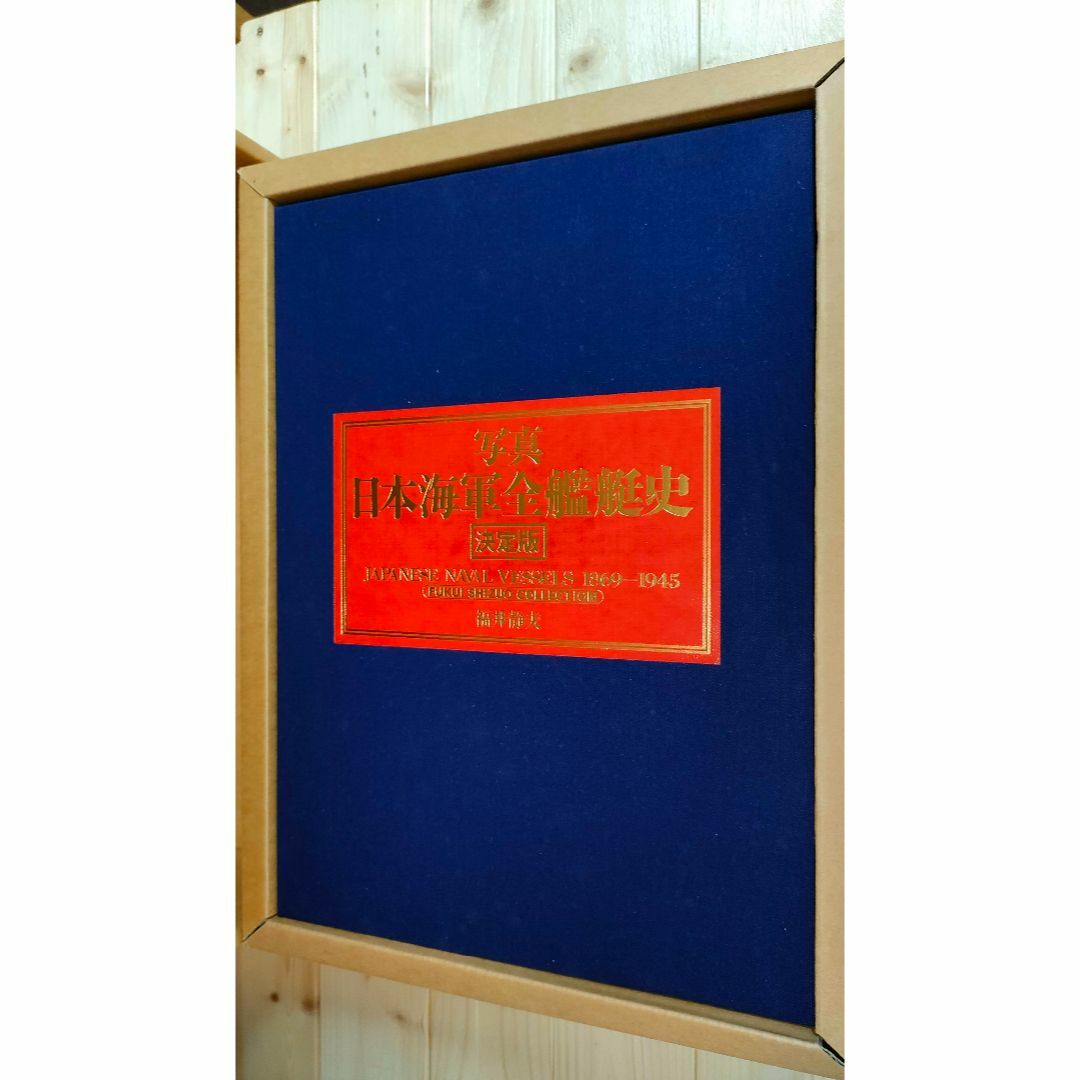 写真
日本海軍全艦艇史
決定版
JAPANESE NAVAL VESSELS 1869—1945
(FUKUI SHIZUO COLLECTION)
福井静夫